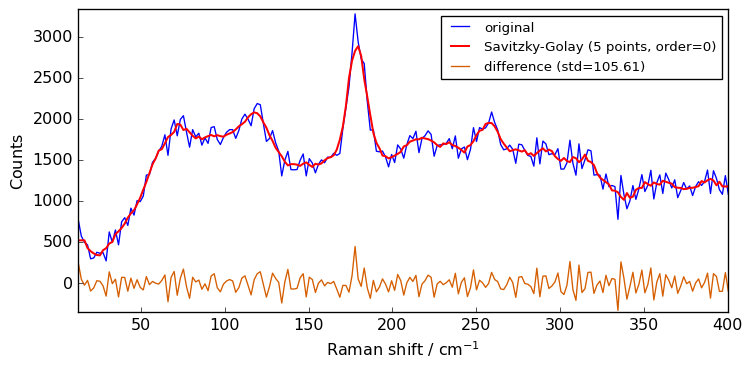 original
Savitzky-Golay (5 points, order=0)
difference (std=105.61)
3000
2500
2000
1500
1000
500
0
Counts
50 100 150 200 250 300 350 400
Raman shift / cm⁻¹